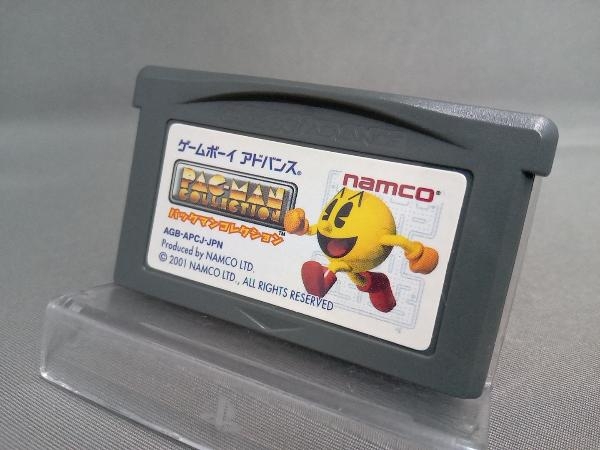 ゲームボーイ アドバンス®
namco®
PAC-MAN
COLLECTION™
パックマンコレクション
AGB-APCJ-JPN
Produced by NAMCO LTD.
© 2001 NAMCO LTD., ALL RIGHTS RESERVED